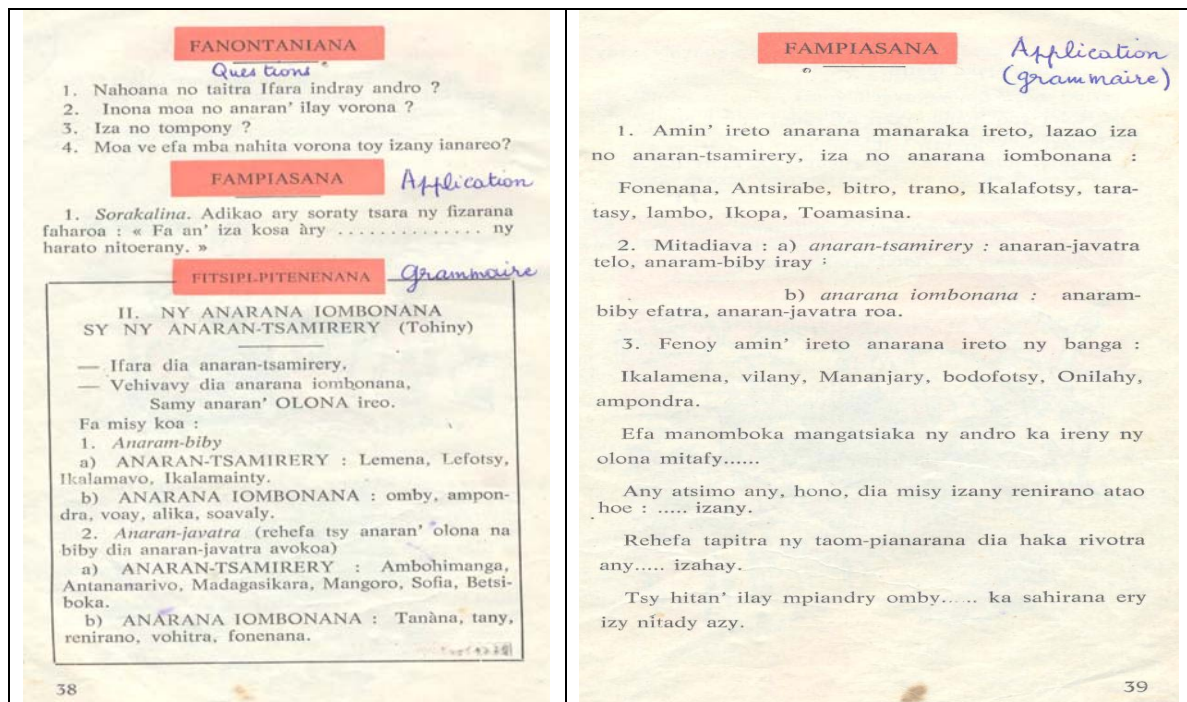 FANONTANIANA
Questions
1. Nahoana no taitra Ifara indray andro ?
2. Inona moa no anaran' ilay vorona ?
3. Iza no tompony ?
4. Moa ve efa mba nahita vorona toy izany ianareo?
FAMPIASANA Application
1. Sorakalina. Adikao ary soraty tsara ny fizarana
faharoa : « Fa an' iza kosa àry .............. ny
harato nitoerany. »
FITSIPI-PITENENANA Grammaire
II. NY ANARANA IOMBONANA
SY NY ANARAN-TSAMIRERY (Tohiny)
— Ifara dia anaran-tsamirery,
— Vehivavy dia anarana iombonana,
Samy anaran' OLONA ireo.
Fa misy koa :
1. Anaram-biby
a) ANARAN-TSAMIRERY : Lemena, Lefotsy,
Ikalamavo, Ikalamainty.
b) ANARANA IOMBONANA : omby, ampon-
dra, voay, alika, soavaly.
2. Anaran-javatra (rehefa tsy anaran' olona na
biby dia anaran-javatra avokoa)
a) ANARAN-TSAMIRERY : Ambohimanga,
Antananarivo, Madagasikara, Mangoro, Sofia, Betsi-
boka.
b) ANARANA IOMBONANA : Tanàna, tany,
renirano, vohitra, fonenana.
38
FAMPIASANA Application
(grammaire)
1. Amin' ireto anarana manaraka ireto, lazao iza
no anaran-tsamirery, iza no anarana iombonana :
Fonenana, Antsirabe, bitro, trano, Ikalafotsy, tara-
tasy, lambo, Ikopa, Toamasina.
2. Mitadiava : a) anaran-tsamirery : anaran-javatra
telo, anaram-biby iray ;
b) anarana iombonana : anaram-
biby efatra, anaran-javatra roa.
3. Fenoy amin' ireto anarana ireto ny banga :
Ikalamena, vilany, Mananjary, bodofotsy, Onilahy,
ampondra.
Efa manomboka mangatsiaka ny andro ka ireny ny
olona mitafy......
Any atsimo any, hono, dia misy izany renirano atao
hoe : ..... izany.
Rehefa tapitra ny taom-pianarana dia haka rivotra
any..... izahay.
Tsy hitan' ilay mpiandry omby...... ka sahirana ery
izy nitady azy.
39